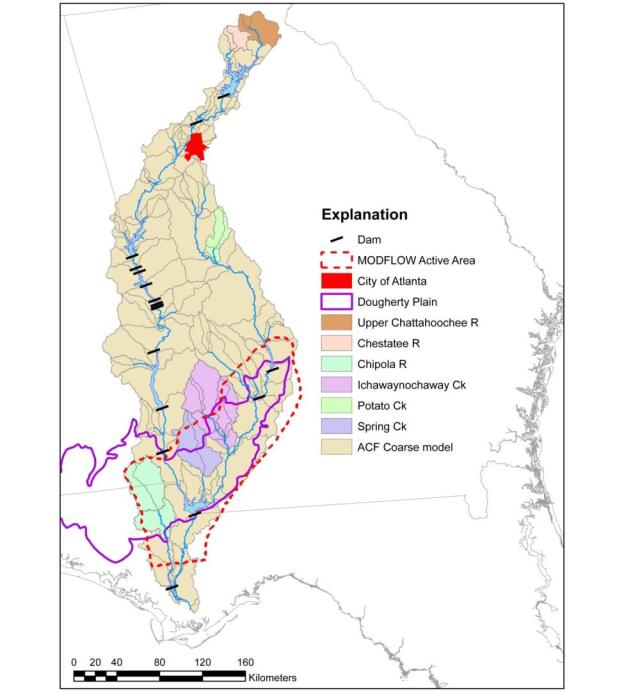 Explanation
Dam
MODFLOW Active Area
City of Atlanta
Dougherty Plain
Upper Chattahoochee R
Chestatee R
Chipola R
Ichawaynochaway Ck
Potato Ck
Spring Ck
ACF Coarse model
0 20 40 80 120 160
Kilometers